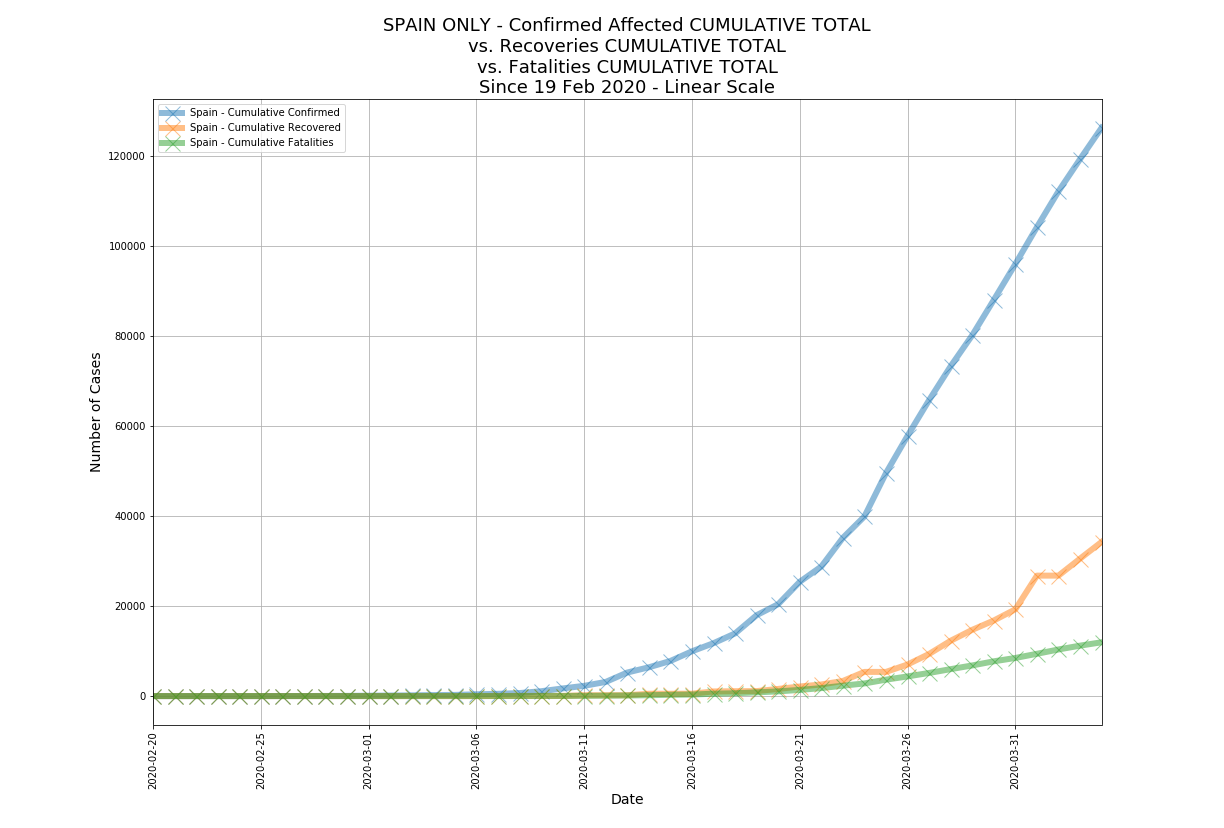 SPAIN ONLY - Confirmed Affected CUMULATIVE TOTAL
vs. Recoveries CUMULATIVE TOTAL
vs. Fatalities CUMULATIVE TOTAL
Since 19 Feb 2020 - Linear Scale
Spain - Cumulative Confirmed
Spain - Cumulative Recovered
Spain - Cumulative Fatalities
Number of Cases
120000
100000
80000
60000
40000
20000
0
2020-02-20
2020-02-25
2020-03-01
2020-03-06
2020-03-11
2020-03-16
2020-03-21
2020-03-26
2020-03-31
Date